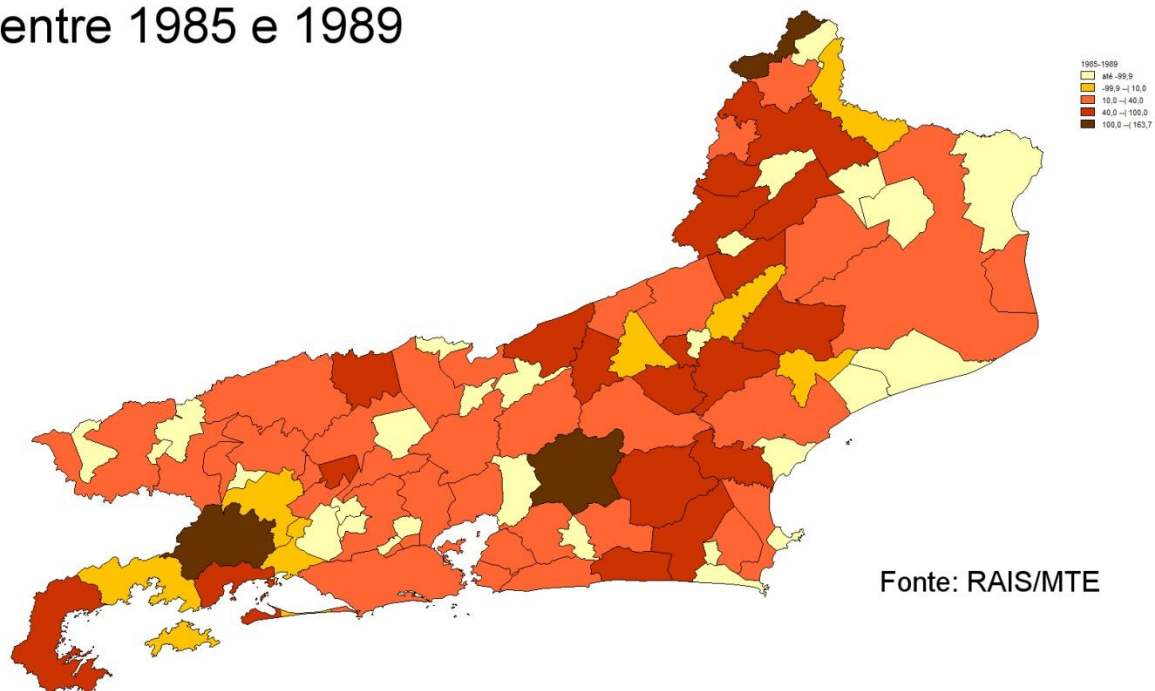 entre 1985 e 1989
1985-1989
até -99,9
-99,9 --| 10,0
10,0 --| 40,0
40,0 --| 100,0
100,0 --| 163,7
Fonte: RAIS/MTE